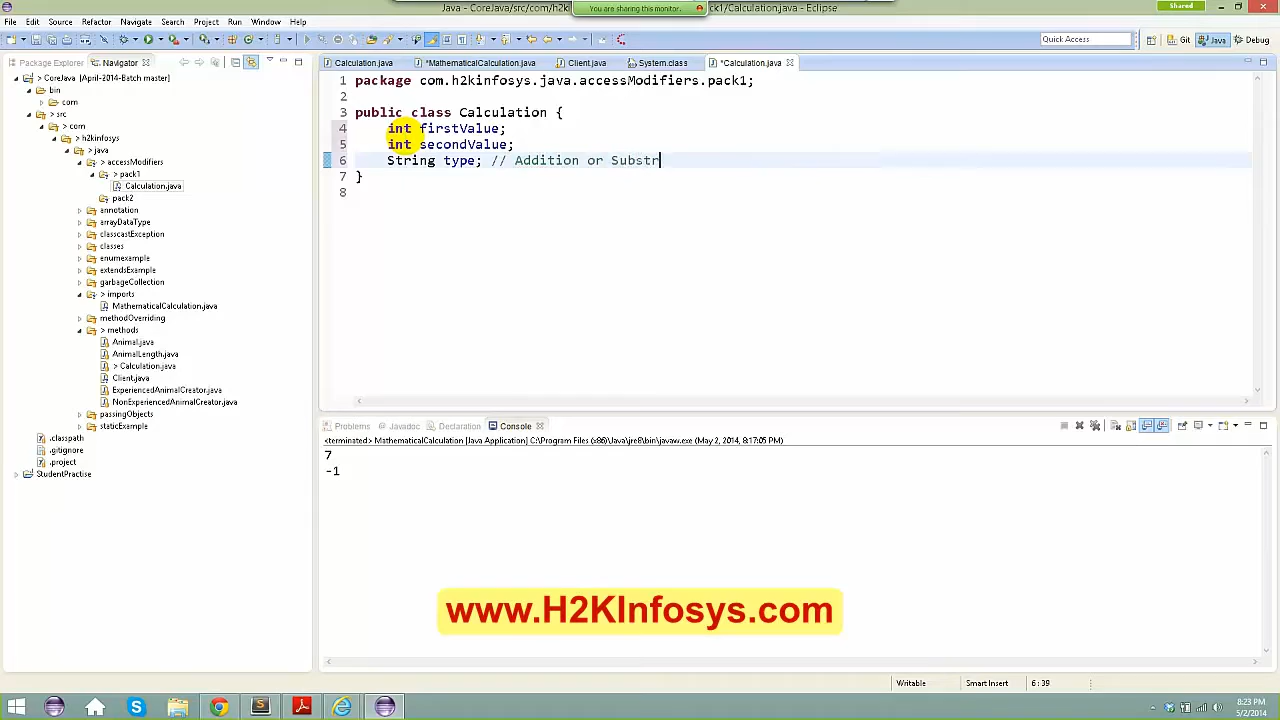 Java - CoreJava/src/com/h2k
You are sharing this monitor.
ck1/Calculation.java - Eclipse
Shared
File Edit Source Refactor Navigate Search Project Run Window Help
Quick Access
Git
Java
Debug
Package Explorer
Navigator
Calculation.java
*MathematicalCalculation.java
Client.java
System.class
*Calculation.java
> CoreJava [April-2014-Batch master]
bin
com
> src
> com
> h2kinfosys
> java
> accessModifiers
> pack1
Calculation.java
pack2
annotation
arrayDataType
classcastException
classes
enumexample
extendsExample
garbageCollection
> imports
MathematicalCalculation.java
methodOverriding
> methods
Animal.java
AnimalLength.java
> Calculation.java
Client.java
ExperiencedAnimalCreator.java
NonExperiencedAnimalCreator.java
passingObjects
staticExample
.classpath
.gitignore
.project
StudentPractise
1 package com.h2kinfosys.java.accessModifiers.pack1;
2
3 public class Calculation {
4 int firstValue;
5 int secondValue;
6 String type; // Addition or Substr
7 }
8
Problems
Javadoc
Declaration
Console
<terminated> MathematicalCalculation [Java Application] C:\Program Files (x86)\Java\jre8\bin\javaw.exe (May 2, 2014, 8:17:05 PM)
7
-1
www.H2KInfosys.com
Writable
Smart Insert
6 : 39
8:23 PM
5/2/2014